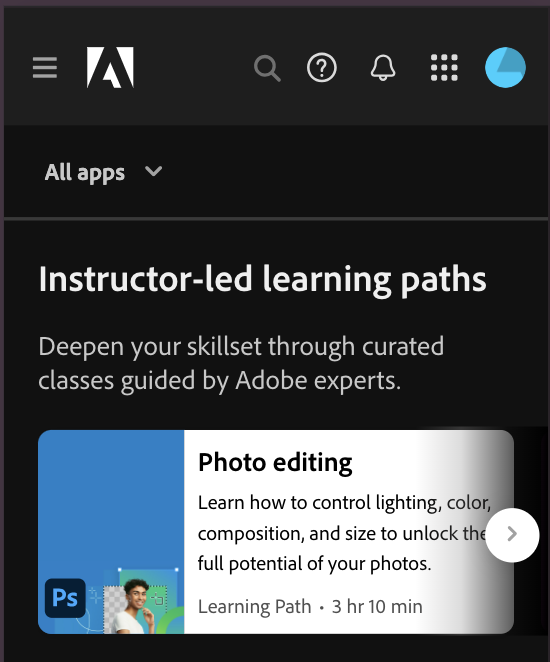 All apps
Instructor-led learning paths
Deepen your skillset through curated
classes guided by Adobe experts.
Photo editing
Learn how to control lighting, color,
composition, and size to unlock the
full potential of your photos.
Ps
Learning Path • 3 hr 10 min